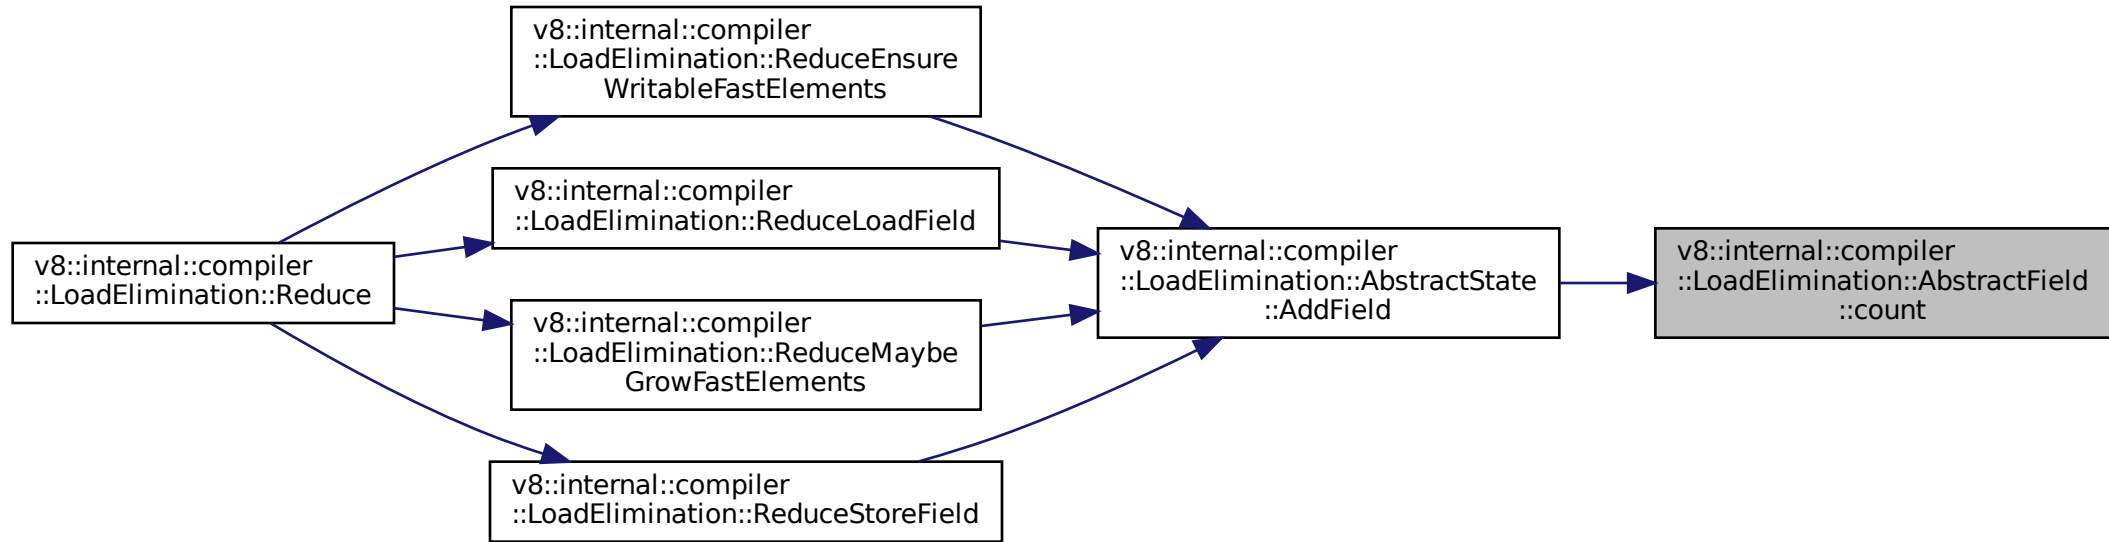 v8::internal::compiler
::LoadElimination::Reduce
v8::internal::compiler
::LoadElimination::ReduceEnsure
WritableFastElements
v8::internal::compiler
::LoadElimination::ReduceLoadField
v8::internal::compiler
::LoadElimination::ReduceMaybe
GrowFastElements
v8::internal::compiler
::LoadElimination::ReduceStoreField
v8::internal::compiler
::LoadElimination::AbstractState
::AddField
v8::internal::compiler
::LoadElimination::AbstractField
::count